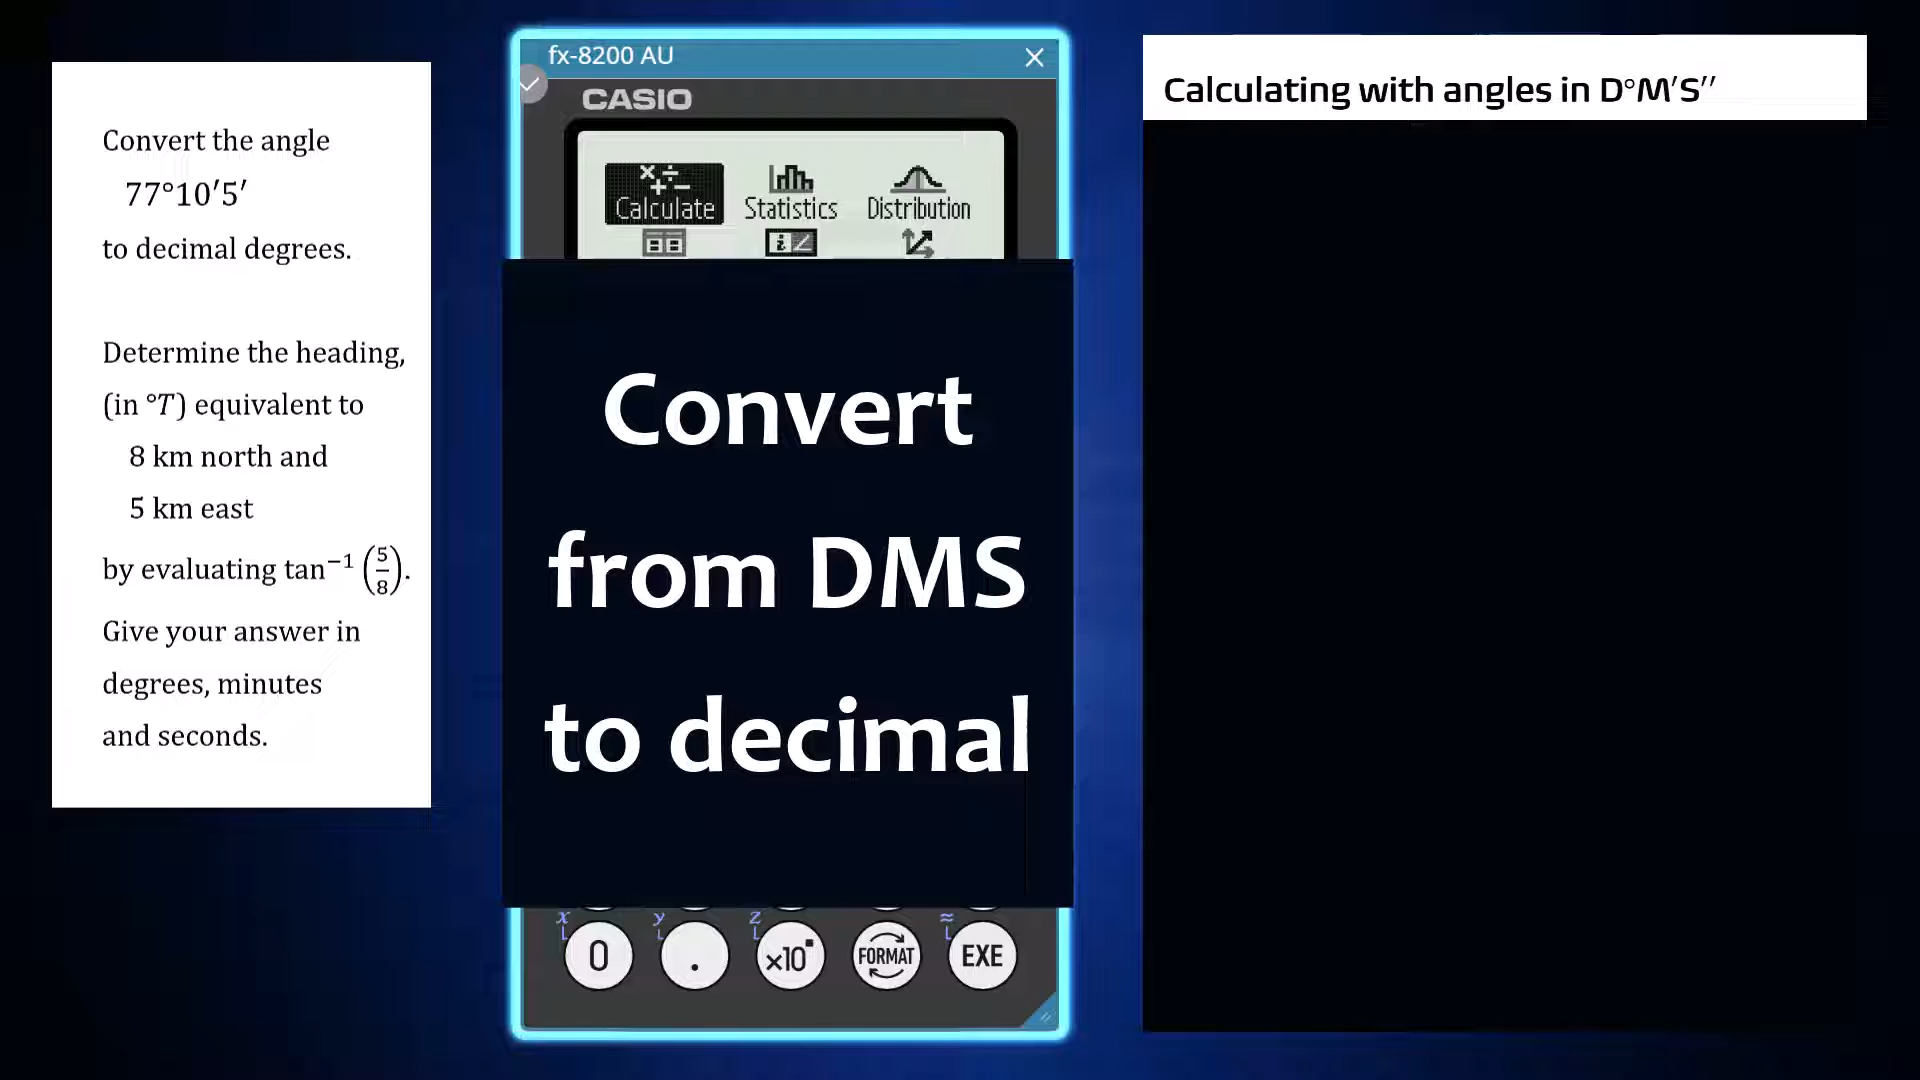 Convert the angle
77°10′5′
to decimal degrees.
Determine the heading,
(in °T) equivalent to
8 km north and
5 km east
by evaluating tan⁻¹ (5/8).
Give your answer in
degrees, minutes
and seconds.
fx-8200 AU
CASIO
Calculate Statistics Distribution
Convert
from DMS
to decimal
x y z ≈
0 . ×10■ FORMAT EXE
Calculating with angles in D°M′S′′